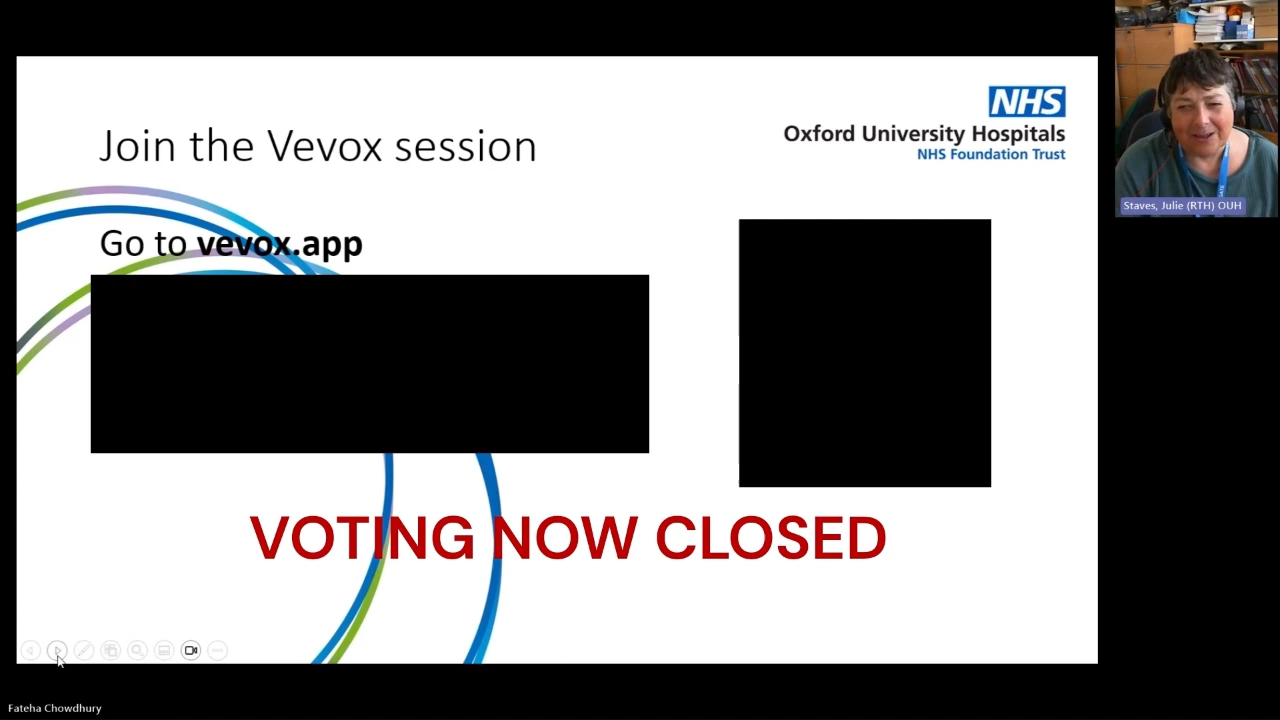 Join the Vevox session
NHS
Oxford University Hospitals
NHS Foundation Trust
Go to vevox.app
VOTING NOW CLOSED
Staves, Julie (RTH) OUH
Fateha Chowdhury